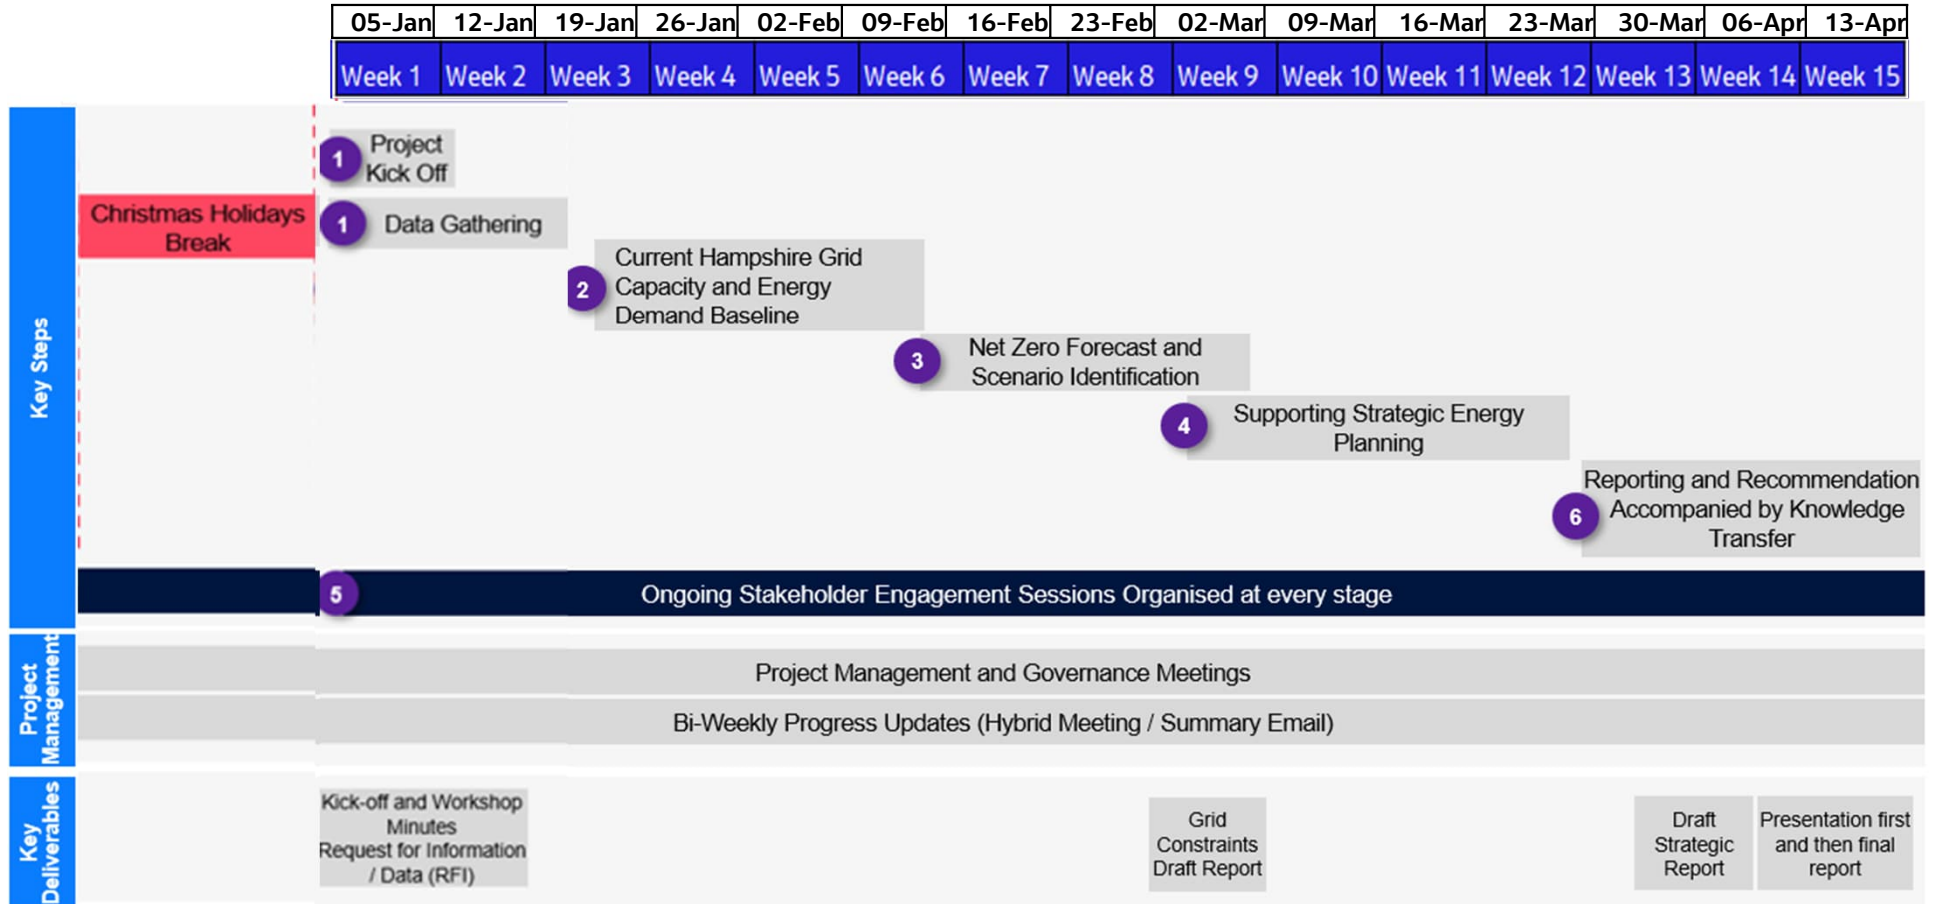 05-Jan 12-Jan 19-Jan 26-Jan 02-Feb 09-Feb 16-Feb 23-Feb 02-Mar 09-Mar 16-Mar 23-Mar 30-Mar 06-Apr 13-Apr
Week 1 Week 2 Week 3 Week 4 Week 5 Week 6 Week 7 Week 8 Week 9 Week 10 Week 11 Week 12 Week 13 Week 14 Week 15
Key Steps
1
Project
Kick Off
Christmas Holidays
Break
1 Data Gathering
2
Current Hampshire Grid
Capacity and Energy
Demand Baseline
3
Net Zero Forecast and
Scenario Identification
4
Supporting Strategic Energy
Planning
6
Reporting and Recommendation
Accompanied by Knowledge
Transfer
5 Ongoing Stakeholder Engagement Sessions Organised at every stage
Project
Management
Project Management and Governance Meetings
Bi-Weekly Progress Updates (Hybrid Meeting / Summary Email)
Key
Deliverables
Kick-off and Workshop
Minutes
Request for Information
/ Data (RFI)
Grid
Constraints
Draft Report
Draft
Strategic
Report
Presentation first
and then final
report